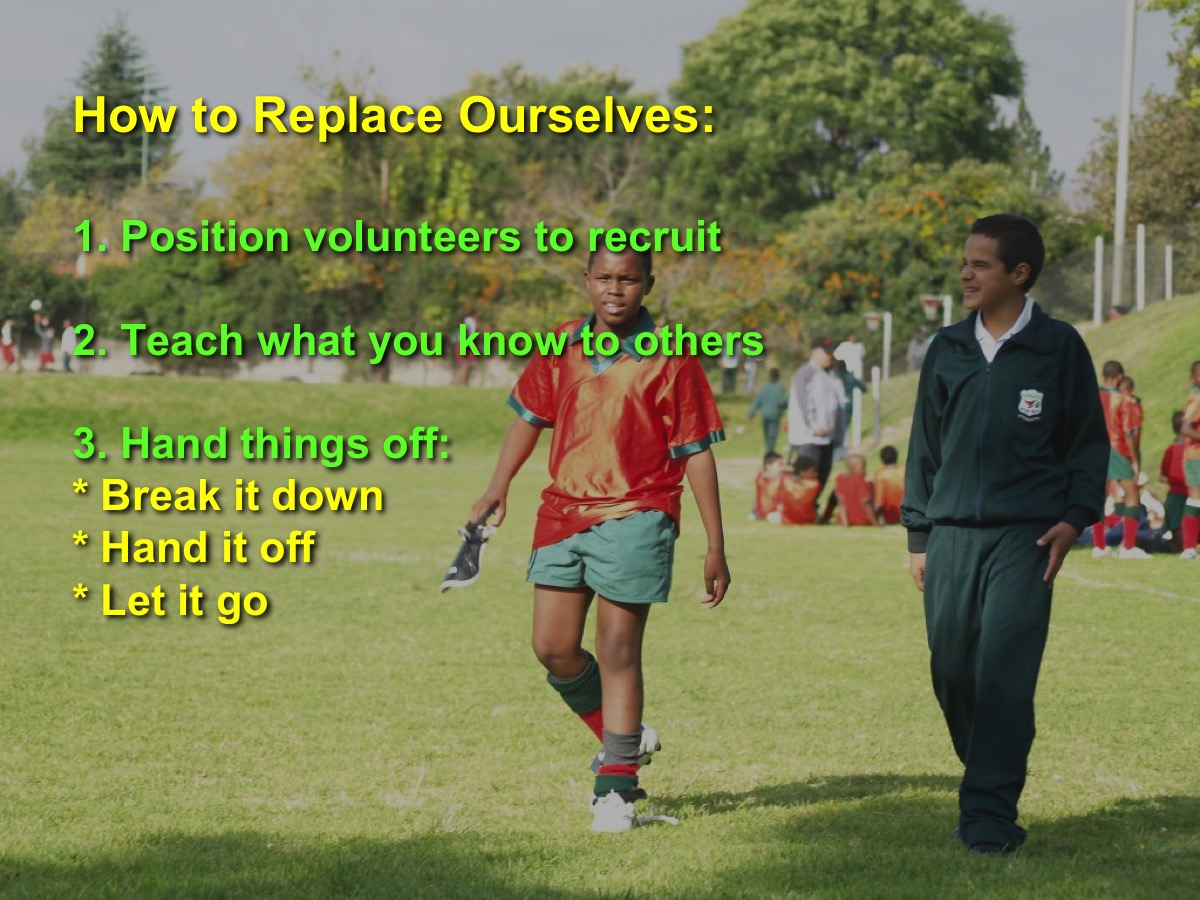 How to Replace Ourselves:
1. Position volunteers to recruit
2. Teach what you know to others
3. Hand things off:
* Break it down
* Hand it off
* Let it go